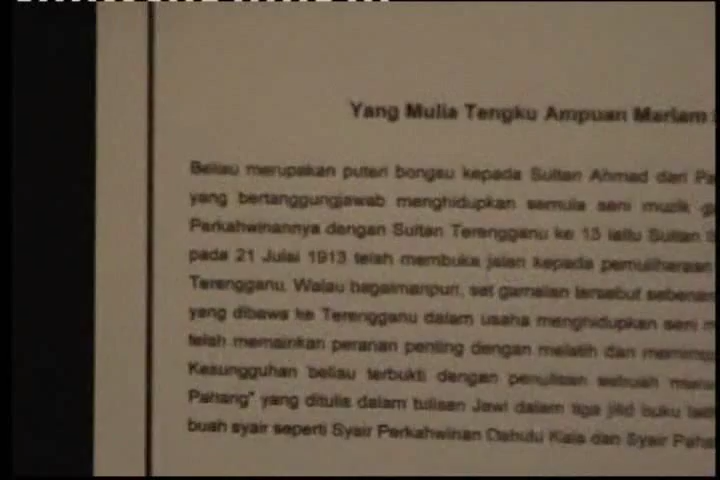 Yang Mulia Tengku Ampuan Mariam
Beliau merupakan puteri bongsu kepada Sultan Ahmad dari
yang bertanggungjawab menghidupkan semula seni muzik
Perkahwinannya dengan Sultan Terengganu ke 13 iaitu Sultan
pada 21 Julai 1913 telah membuka jalan kepada pemuliharaan
Terengganu. Walau bagaimanpun, set gamelan tersebut
yang dibawa ke Terengganu dalam usaha menghidupkan seni
telah memainkan peranan penting dengan melatih dan
Kesungguhan beliau terbukti dengan penulisan sebuah
Pahang" yang ditulis dalam tulisan Jawi dalam tiga jilid buku
buah syair seperti Syair Perkahwinan Dahulu Kala dan Syair